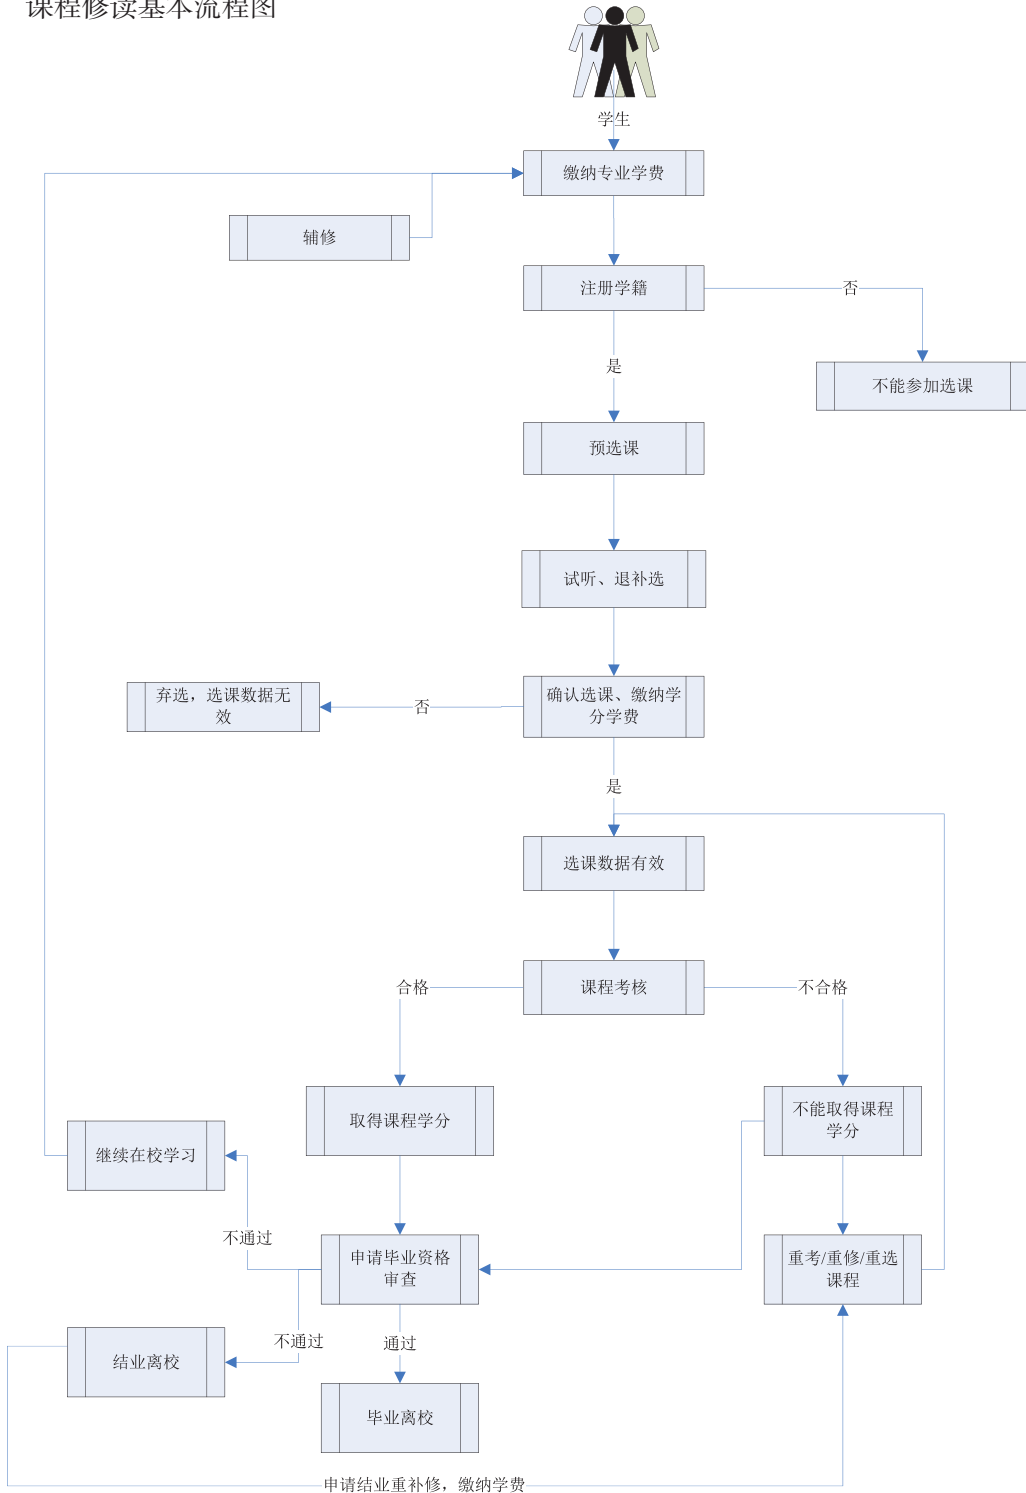 课程修读基本流程图
学生
缴纳专业学费
辅修
注册学籍
否
是
不能参加选课
预选课
试听、退补选
弃选，选课数据无
效
否
确认选课、缴纳学
分学费
是
选课数据有效
合格
课程考核
不合格
取得课程学分
不能取得课程
学分
继续在校学习
不通过
申请毕业资格
审查
重考/重修/重选
课程
不通过
通过
结业离校
毕业离校
申请结业重补修，缴纳学费